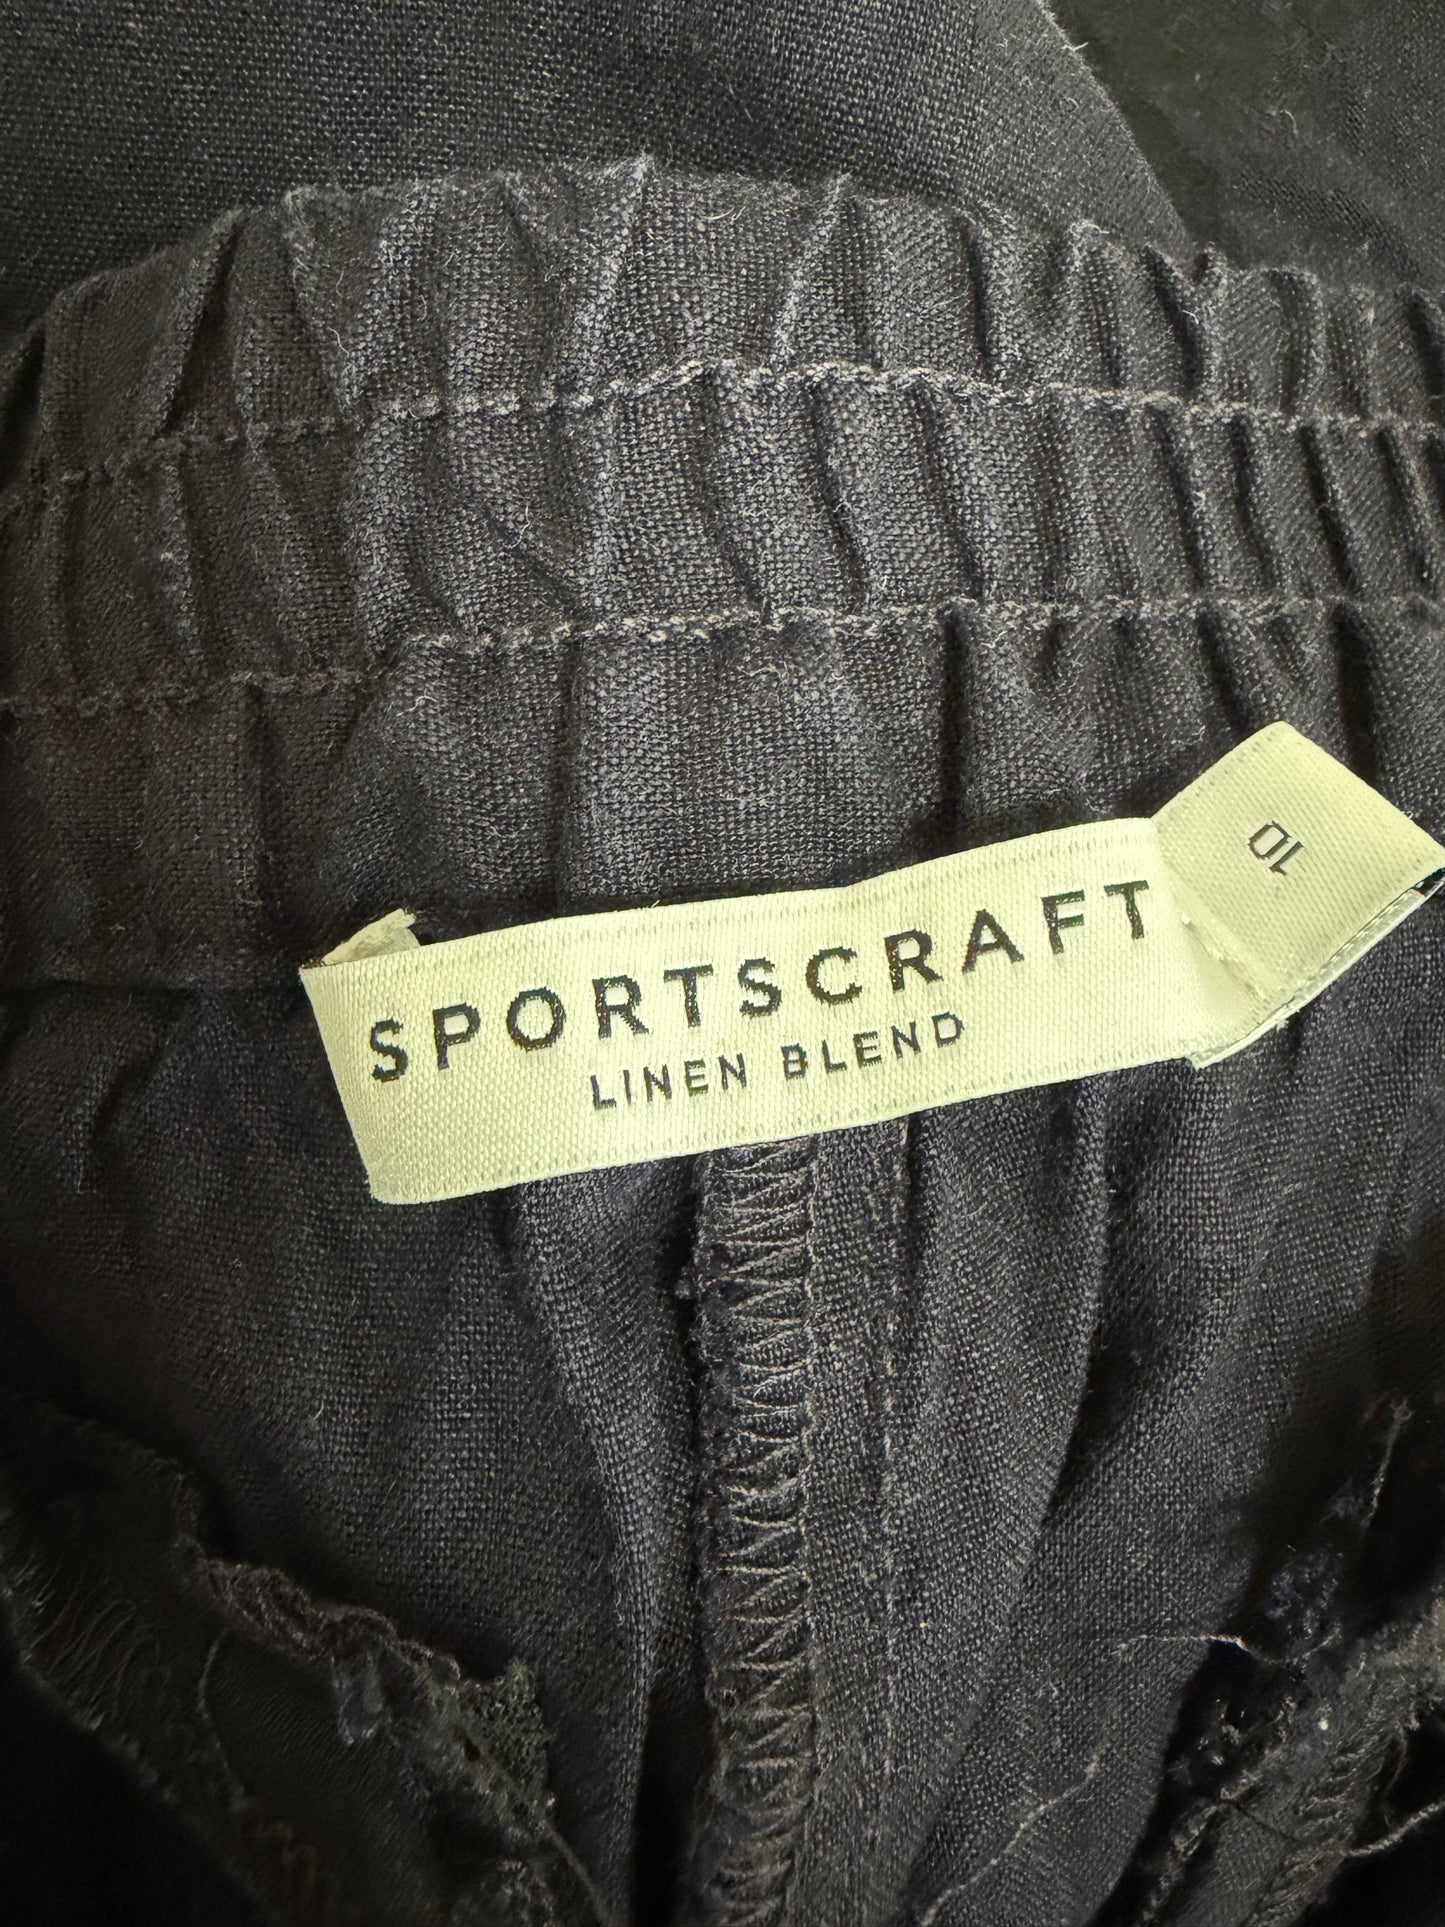 SPORTSCRAFT
LINEN BLEND
10